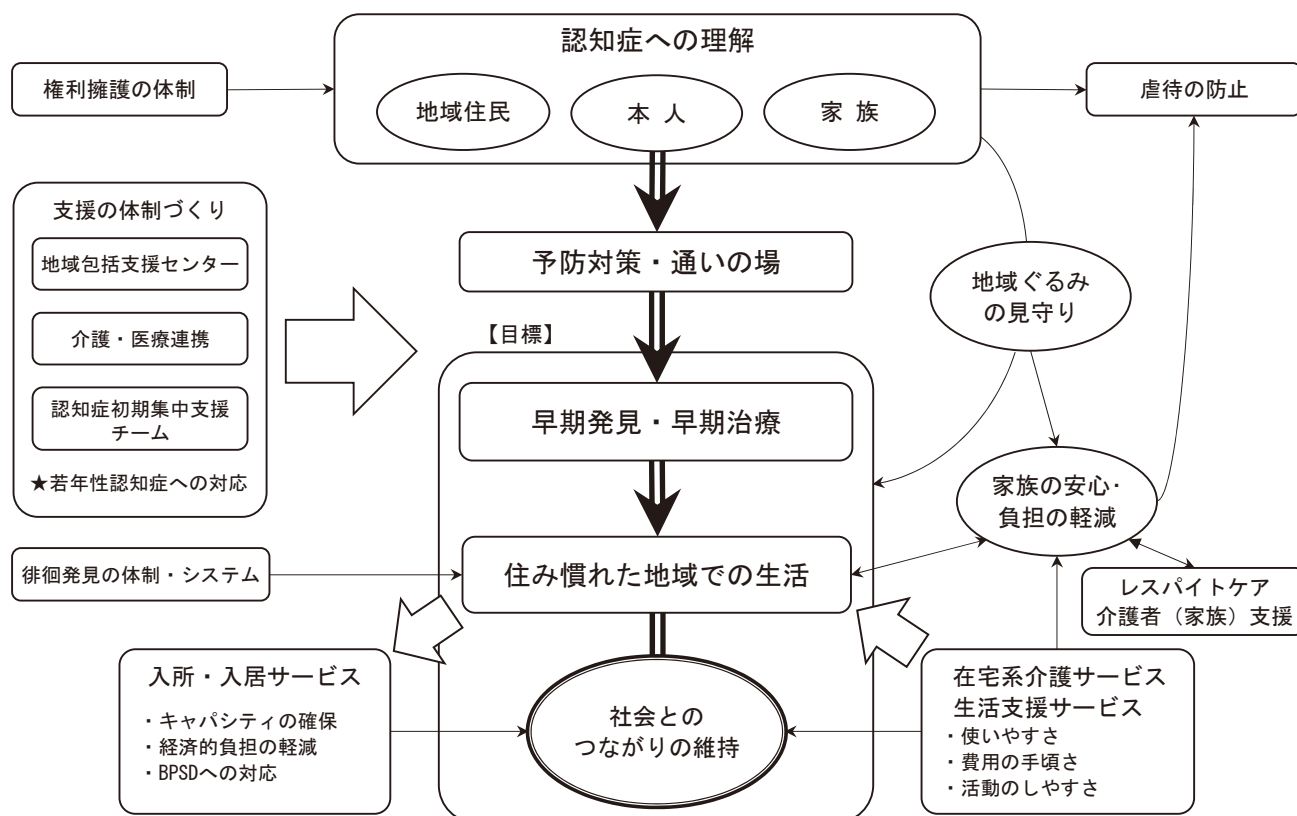 認知症への理解
権利擁護の体制
地域住民
本 人
家 族
虐待の防止
支援の体制づくり
地域包括支援センター
介護・医療連携
認知症初期集中支援
チーム
★若年性認知症への対応
予防対策・通いの場
地域ぐるみ
の見守り
【目標】
早期発見・早期治療
家族の安心・
負担の軽減
徘徊発見の体制・システム
住み慣れた地域での生活
レスパイトケア
介護者（家族）支援
入所・入居サービス
・キャパシティの確保
・経済的負担の軽減
・BPSDへの対応
社会との
つながりの維持
在宅系介護サービス
生活支援サービス
・使いやすさ
・費用の手頃さ
・活動のしやすさ